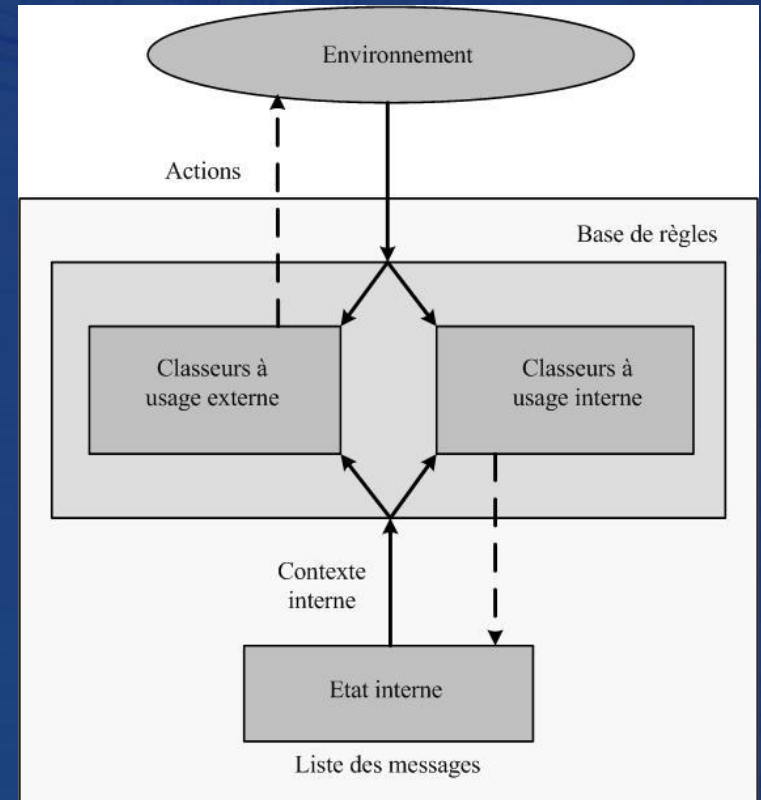 Environnement
Actions
Base de règles
Classeurs à
usage externe
Classeurs à
usage interne
Contexte
interne
Etat interne
Liste des messages